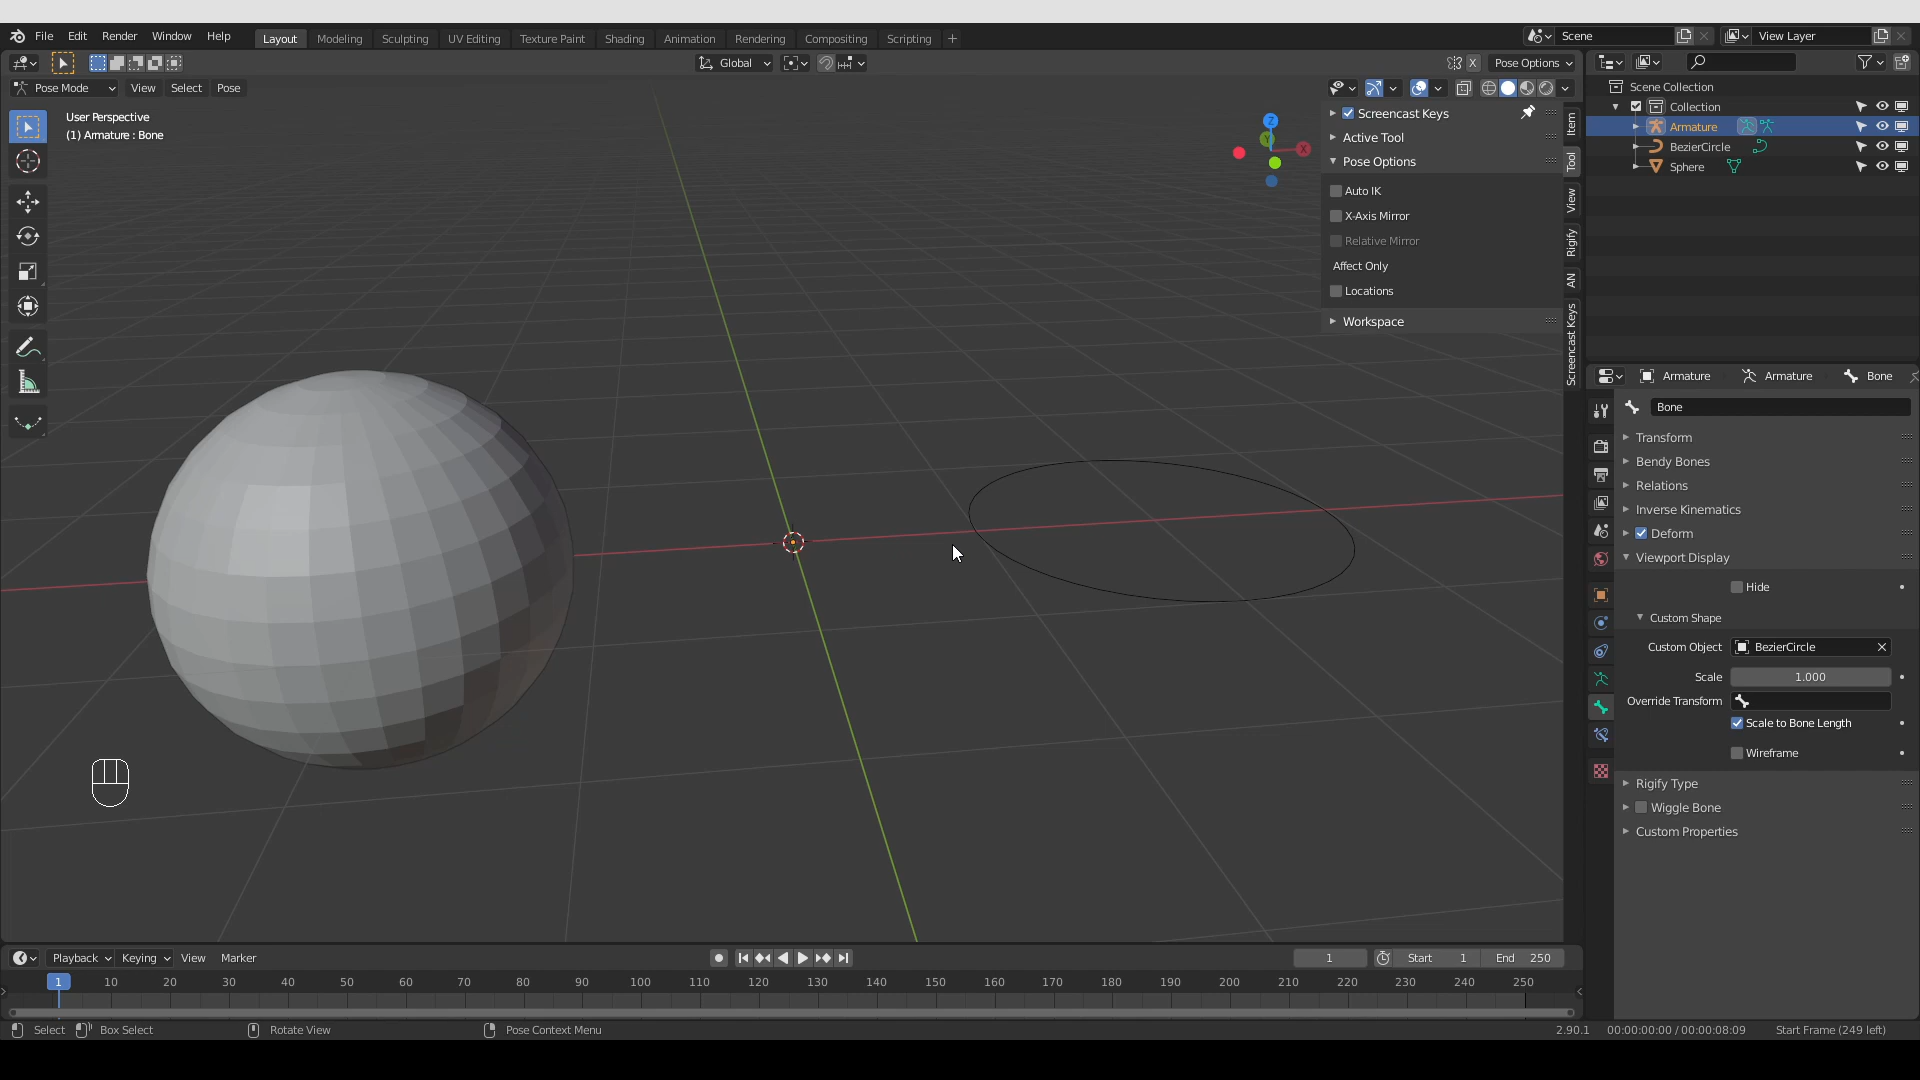 File Edit Render Window Help Layout Modeling Sculpting UV Editing Texture Paint Shading Animation Rendering Compositing Scripting + Scene View Layer
Global X Pose Options
Pose Mode View Select Pose
User Perspective
(1) Armature : Bone
Z
Y
X
Screencast Keys
Active Tool
Pose Options
Auto IK
X-Axis Mirror
Relative Mirror
Affect Only
Locations
Workspace
Item
Tool
View
Rigify
AN
Screencast Keys
Scene Collection
Collection
Armature
BezierCircle
Sphere
Armature Armature Bone
Bone
Transform
Bendy Bones
Relations
Inverse Kinematics
Deform
Viewport Display
Hide
Custom Shape
Custom Object BezierCircle
Scale 1.000
Override Transform
Scale to Bone Length
Wireframe
Rigify Type
Wiggle Bone
Custom Properties
Playback Keying View Marker 1 Start 1 End 250
1 10 20 30 40 50 60 70 80 90 100 110 120 130 140 150 160 170 180 190 200 210 220 230 240 250
Select Box Select Rotate View Pose Context Menu 2.90.1 00:00:00:00 / 00:00:08:09 Start Frame (249 left)